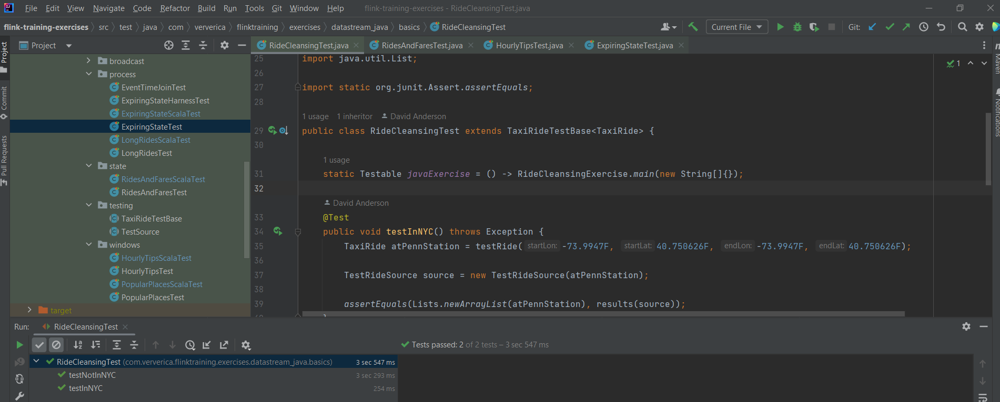 File Edit View Navigate Code Refactor Build Run Tools Git Window Help flink-training-exercises - RideCleansingTest.java
flink-training-exercises src test java com ververica flinktraining exercises datastream_java basics RideCleansingTest Current File Git:
Project
RideCleansingTest.java RidesAndFaresTest.java HourlyTipsTest.java ExpiringStateTest.java
Project
Commit
Pull Requests
broadcast
process
EventTimeJoinTest
ExpiringStateHarnessTest
ExpiringStateScalaTest
ExpiringStateTest
LongRidesScalaTest
LongRidesTest
state
RidesAndFaresScalaTest
RidesAndFaresTest
testing
TaxiRideTestBase
TestSource
windows
HourlyTipsScalaTest
HourlyTipsTest
PopularPlacesScalaTest
PopularPlacesTest
target
25 import java.util.List;
26
27 import static org.junit.Assert.assertEquals;
28
1 usage 1 inheritor David Anderson
29 public class RideCleansingTest extends TaxiRideTestBase<TaxiRide> {
30
1 usage
31 static Testable javaExercise = () -> RideCleansingExercise.main(new String[]{});
32
David Anderson
33 @Test
34 public void testInNYC() throws Exception {
35 TaxiRide atPennStation = testRide( startLon: -73.9947F, startLat: 40.750626F, endLon: -73.9947F, endLat: 40.750626F);
36
37 TestRideSource source = new TestRideSource(atPennStation);
38
39 assertEquals(Lists.newArrayList(atPennStation), results(source));
1
Maven
Notifications
Run: RideCleansingTest
Tests passed: 2 of 2 tests – 3 sec 547 ms
RideCleansingTest (com.ververica.flinktraining.exercises.datastream_java.basics) 3 sec 547 ms
testNotInNYC 3 sec 293 ms
testInNYC 254 ms